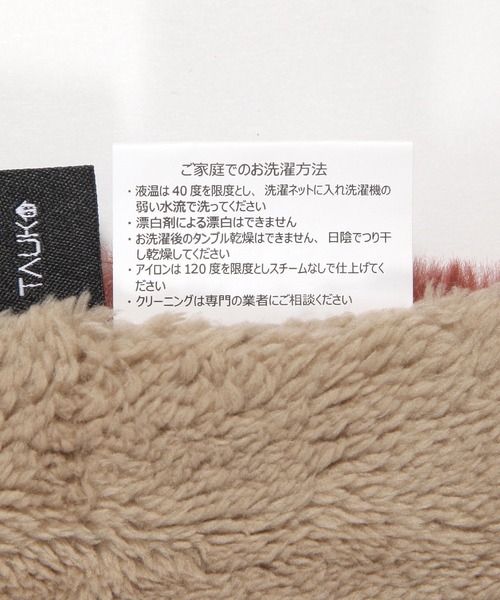 TAUKO
ご家庭でのお洗濯方法
・液温は40度を限度とし、洗濯ネットに入れ洗濯機の
弱い水流で洗ってください
・漂白剤による漂白はできません
・お洗濯後のタンブル乾燥はできません、日陰でつり干
し乾燥してください
・アイロンは120度を限度としスチームなしで仕上げてく
ださい
・クリーニングは専門の業者にご相談ください